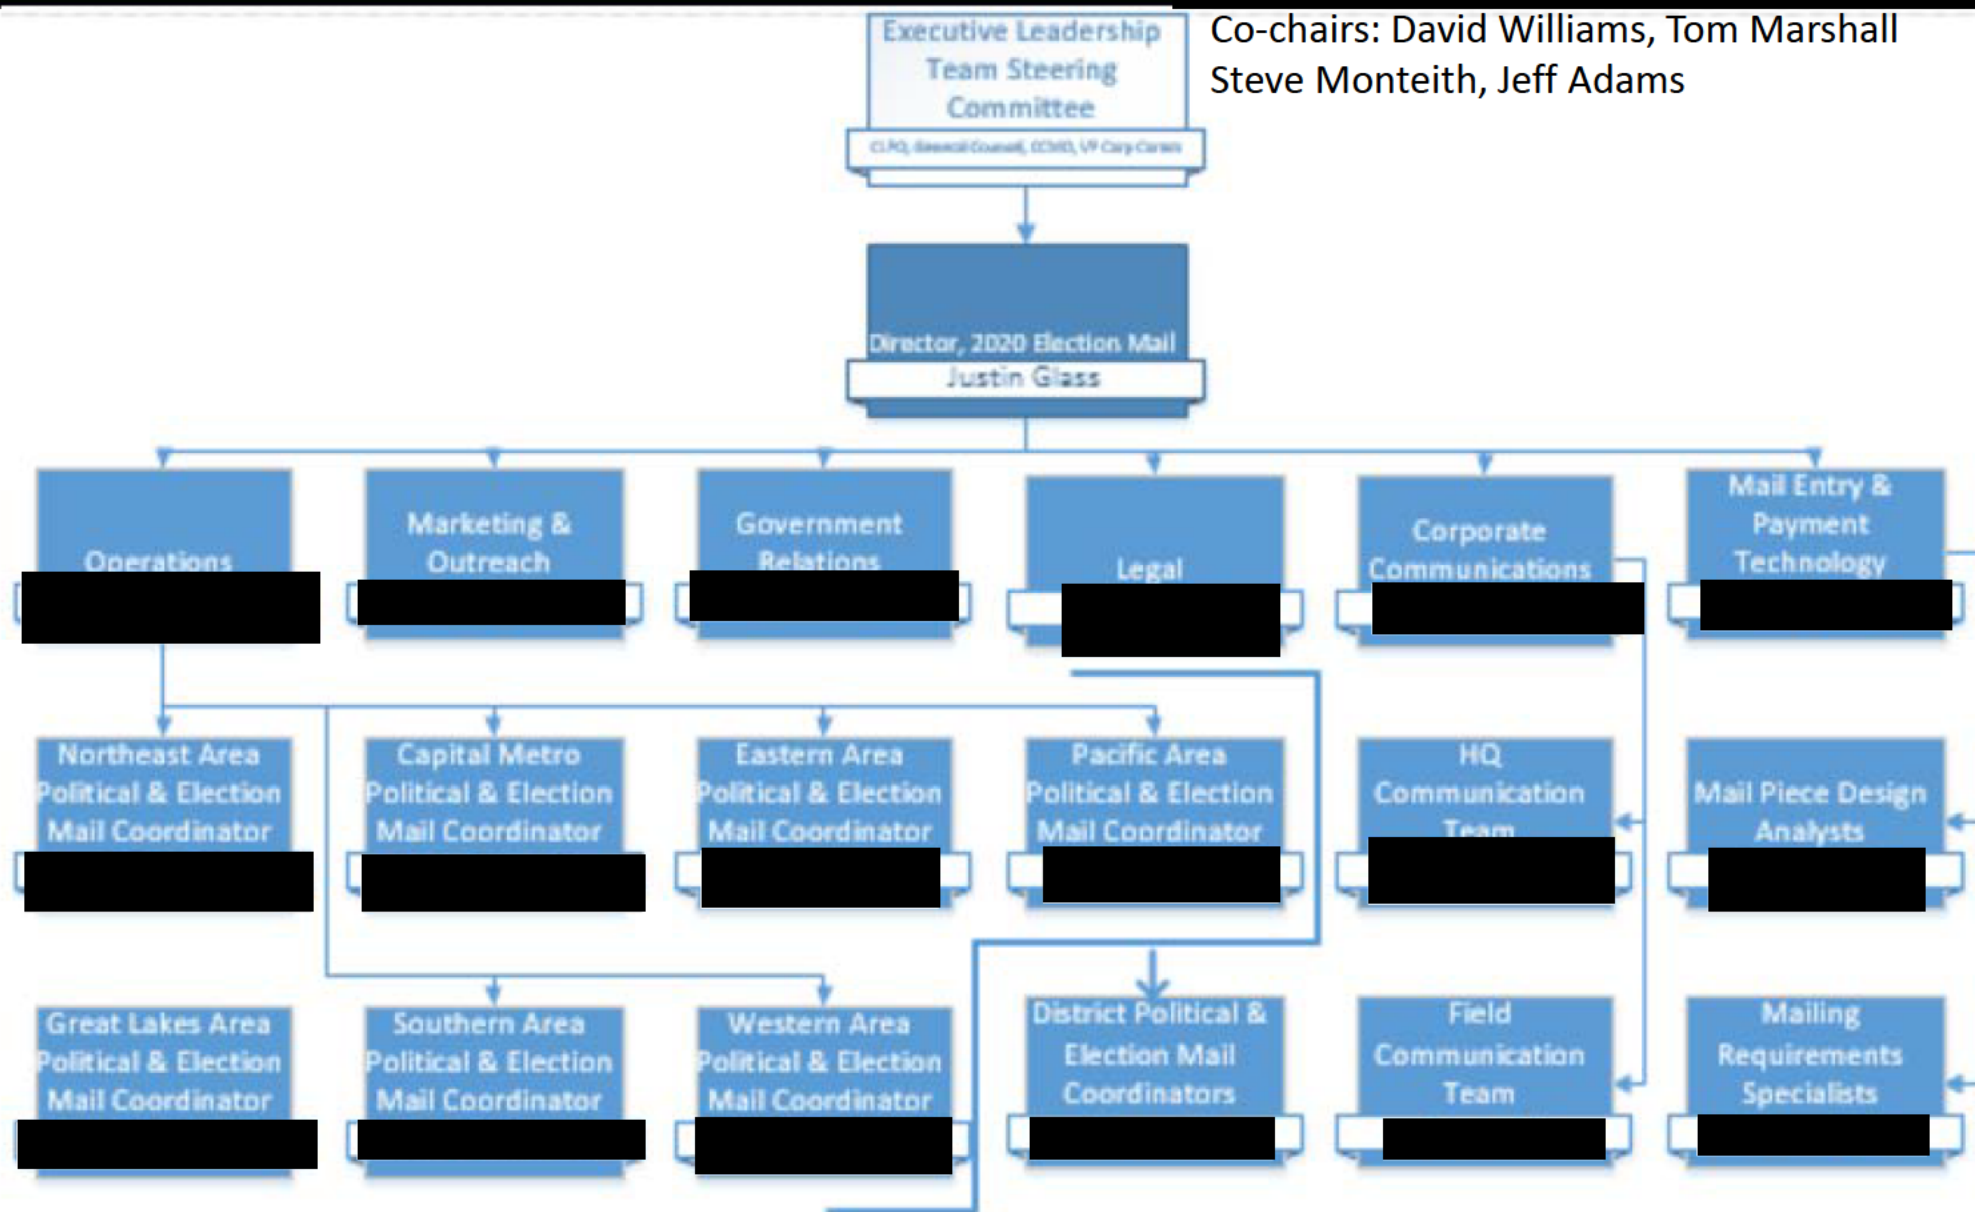 Executive Leadership
Team Steering
Committee
Co-chairs: David Williams, Tom Marshall
Steve Monteith, Jeff Adams
General Counsel, VP Corp
Director, 2020 Election Mail
Justin Glass
Operations
Marketing &
Outreach
Government
Relations
Legal
Corporate
Communications
Mail Entry &
Payment
Technology
Northeast Area
Political & Election
Mail Coordinator
Capital Metro
Political & Election
Mail Coordinator
Eastern Area
Political & Election
Mail Coordinator
Pacific Area
Political & Election
Mail Coordinator
HQ
Communication
Team
Mail Piece Design
Analysts
Great Lakes Area
Political & Election
Mail Coordinator
Southern Area
Political & Election
Mail Coordinator
Western Area
Political & Election
Mail Coordinator
District Political &
Election Mail
Coordinators
Field
Communication
Team
Mailing
Requirements
Specialists